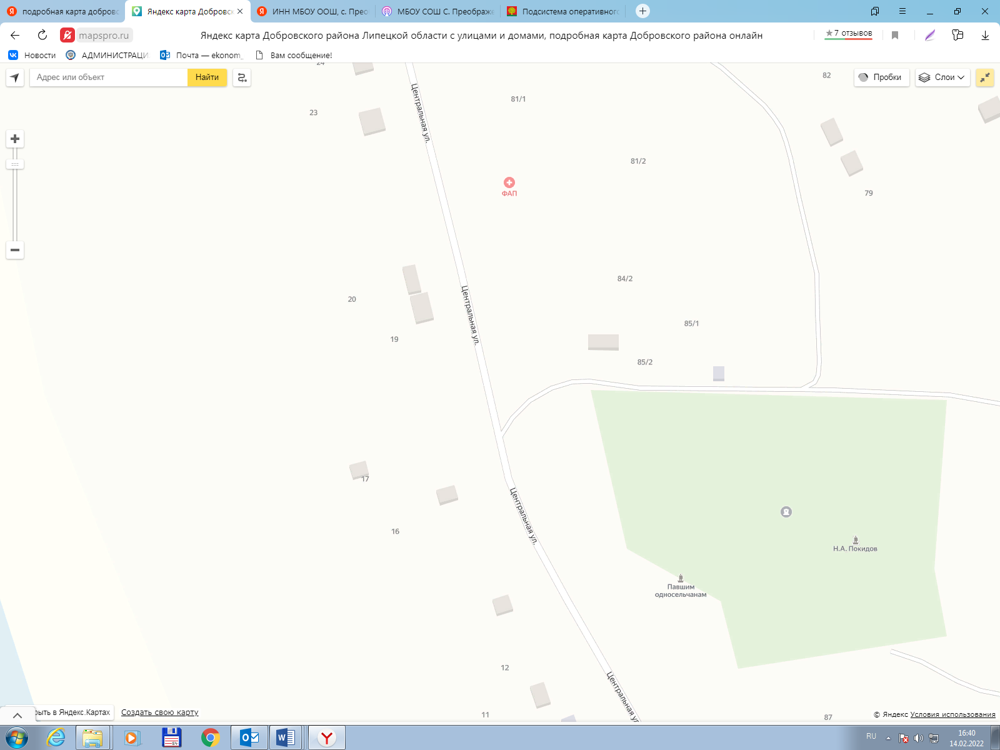 подробная карта добровс
Яндекс карта Добровск
ИНН МБОУ ООШ, с. Прео
МБОУ СОШ С. Преображе
Подсистема оперативног
mapspro.ru
Яндекс карта Добровского района Липецкой области с улицами и домами, подробная карта Добровского района онлайн
7 отзывов
Новости
АДМИНИСТРАЦИ
Почта — ekonom_
Вам сообщение!
Адрес или объект
Найти
Пробки
Слои
24
82
81/1
23
Центральная ул.
81/2
ФАП
79
84/2
20
Центральная ул.
85/1
19
85/2
17
Центральная ул.
16
Н.А. Покидов
Павшим
односельчанам
12
Центральная ул.
11
87
рыть в Яндекс.Картах
Создать свою карту
© Яндекс Условия использования
64
RU
16:40
14.02.2022